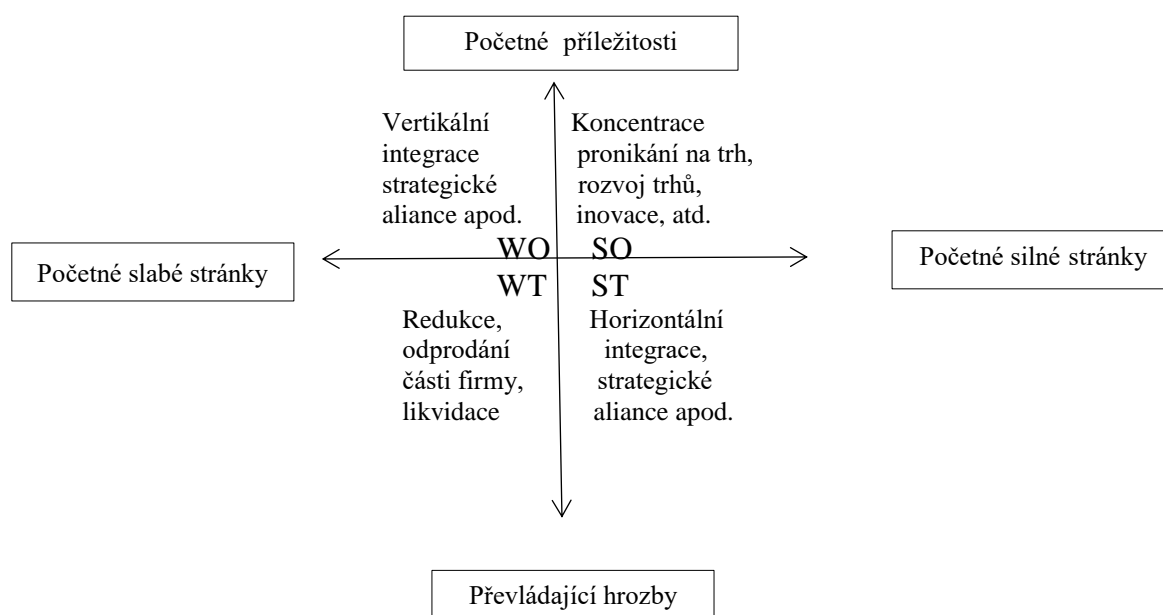 Početné příležitosti
Vertikální
integrace
strategické
aliance apod.
Koncentrace
pronikání na trh,
rozvoj trhů,
inovace, atd.
WO SO
Početné slabé stránky
Početné silné stránky
WT ST
Redukce,
odprodání
části firmy,
likvidace
Horizontální
integrace,
strategické
aliance apod.
Převládající hrozby